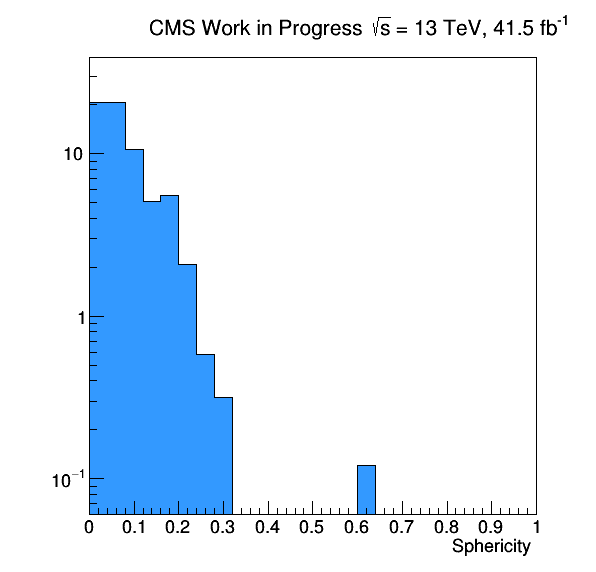 CMS Work in Progress √s = 13 TeV, 41.5 fb⁻¹
10
1
10⁻¹
0 0.1 0.2 0.3 0.4 0.5 0.6 0.7 0.8 0.9 1
Sphericity